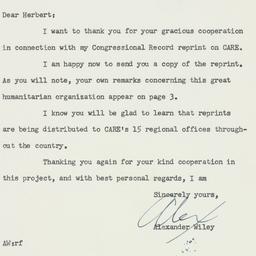 Dear Herbert:
I want to thank you for your gracious cooperation
in connection with my Congressional Record reprint on CARE.
I am happy now to send you a copy of the reprint.
As you will note, your own remarks concerning this great
humanitarian organization appear on page 3.
I know you will be glad to learn that reprints
are being distributed to CARE's 15 regional offices through-
out the country.
Thanking you again for your kind cooperation in
this project, and with best personal regards, I am
Sincerely yours,
Alex
Alexander Wiley
AW:rf